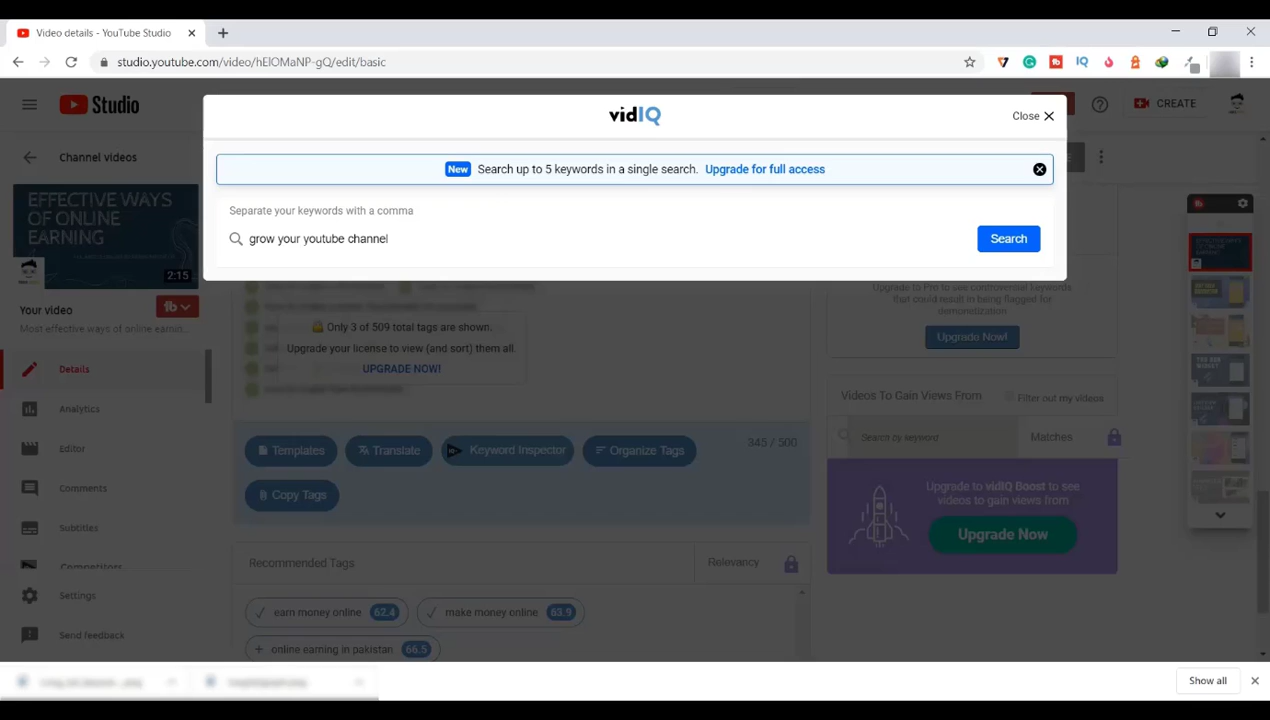 Video details - YouTube Studio
studio.youtube.com/video/hElOMaNP-gQ/edit/basic
IQ
Studio
CREATE
vidIQ
Close
New Search up to 5 keywords in a single search. Upgrade for full access
Separate your keywords with a comma
grow your youtube channel
Search
Channel videos
EFFECTIVE WAYS
OF ONLINE
EARNING
2:15
Your video
Most effective ways of online earnin...
Details
Analytics
Editor
Comments
Subtitles
Competitors
Settings
Send feedback
Only 3 of 509 total tags are shown.
Upgrade your license to view (and sort) them all
UPGRADE NOW!
Templates
Translate
Keyword Inspector
Organize Tags
345 / 500
Copy Tags
Recommended Tags
Relevancy
earn money online 62.4
make money online 63.9
+ online earning in pakistan 66.5
Upgrade to Pro to see controversial keywords
that could result in being flagged for
demonetization
Upgrade Now!
Videos To Gain Views From
Filter out my videos
Search by keyword
Matches
Upgrade to vidIQ Boost to see
videos to gain views from
Upgrade Now
Show all